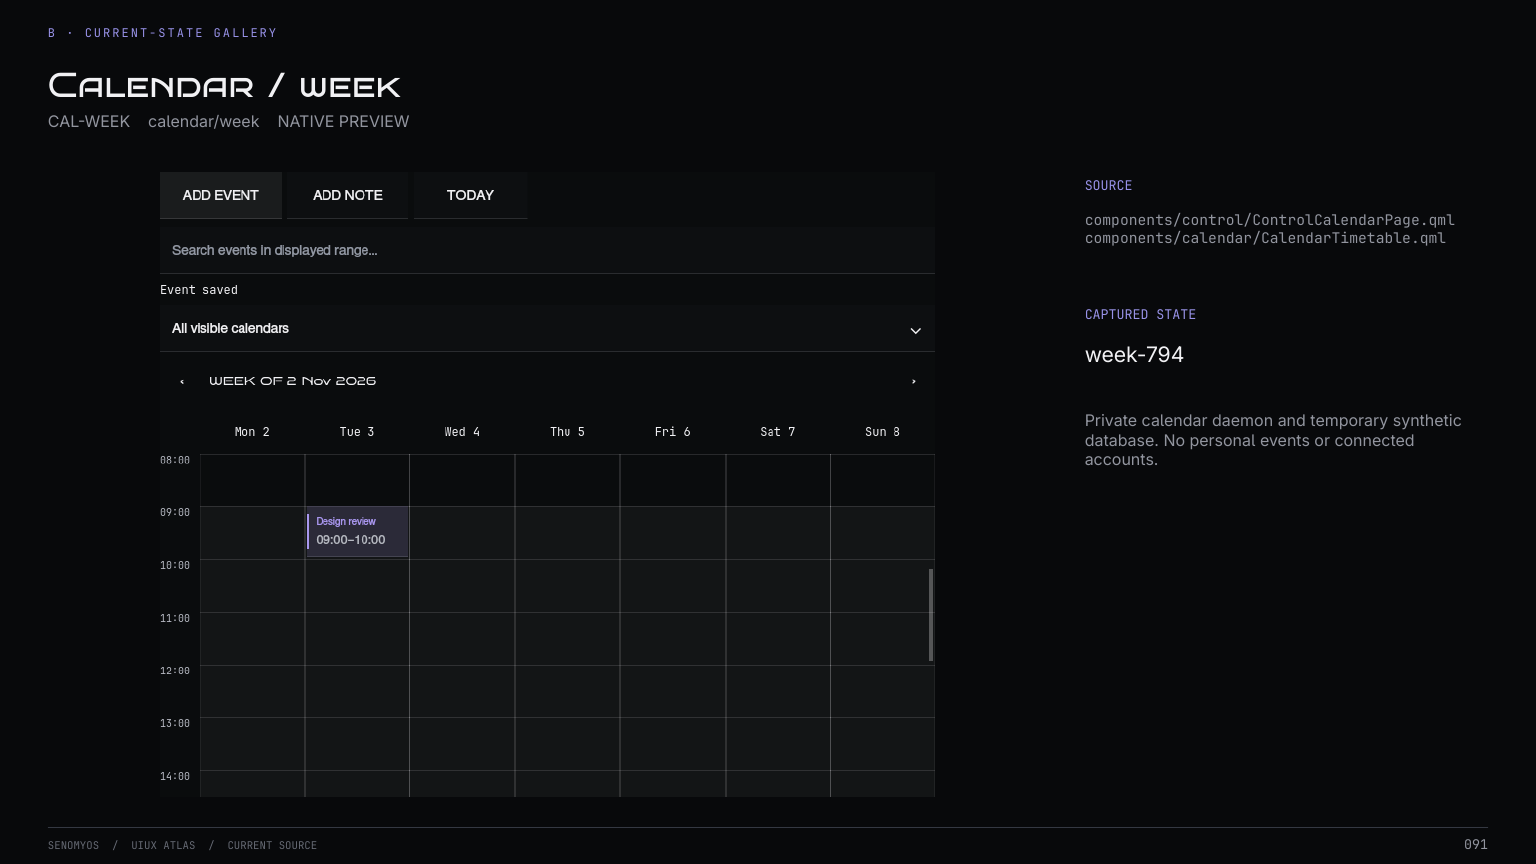 B · CURRENT-STATE GALLERY
Calendar / week
CAL-WEEK calendar/week NATIVE PREVIEW
ADD EVENT ADD NOTE TODAY
Search events in displayed range...
Event saved
All visible calendars
‹ WEEK OF 2 Nov 2026 ›
Mon 2 Tue 3 Wed 4 Thu 5 Fri 6 Sat 7 Sun 8
08:00
09:00
Design review
09:00–10:00
10:00
11:00
12:00
13:00
14:00
SOURCE
components/control/ControlCalendarPage.qml
components/calendar/CalendarTimetable.qml
CAPTURED STATE
week-794
Private calendar daemon and temporary synthetic
database. No personal events or connected
accounts.
SENOMYOS / UIUX ATLAS / CURRENT SOURCE
091